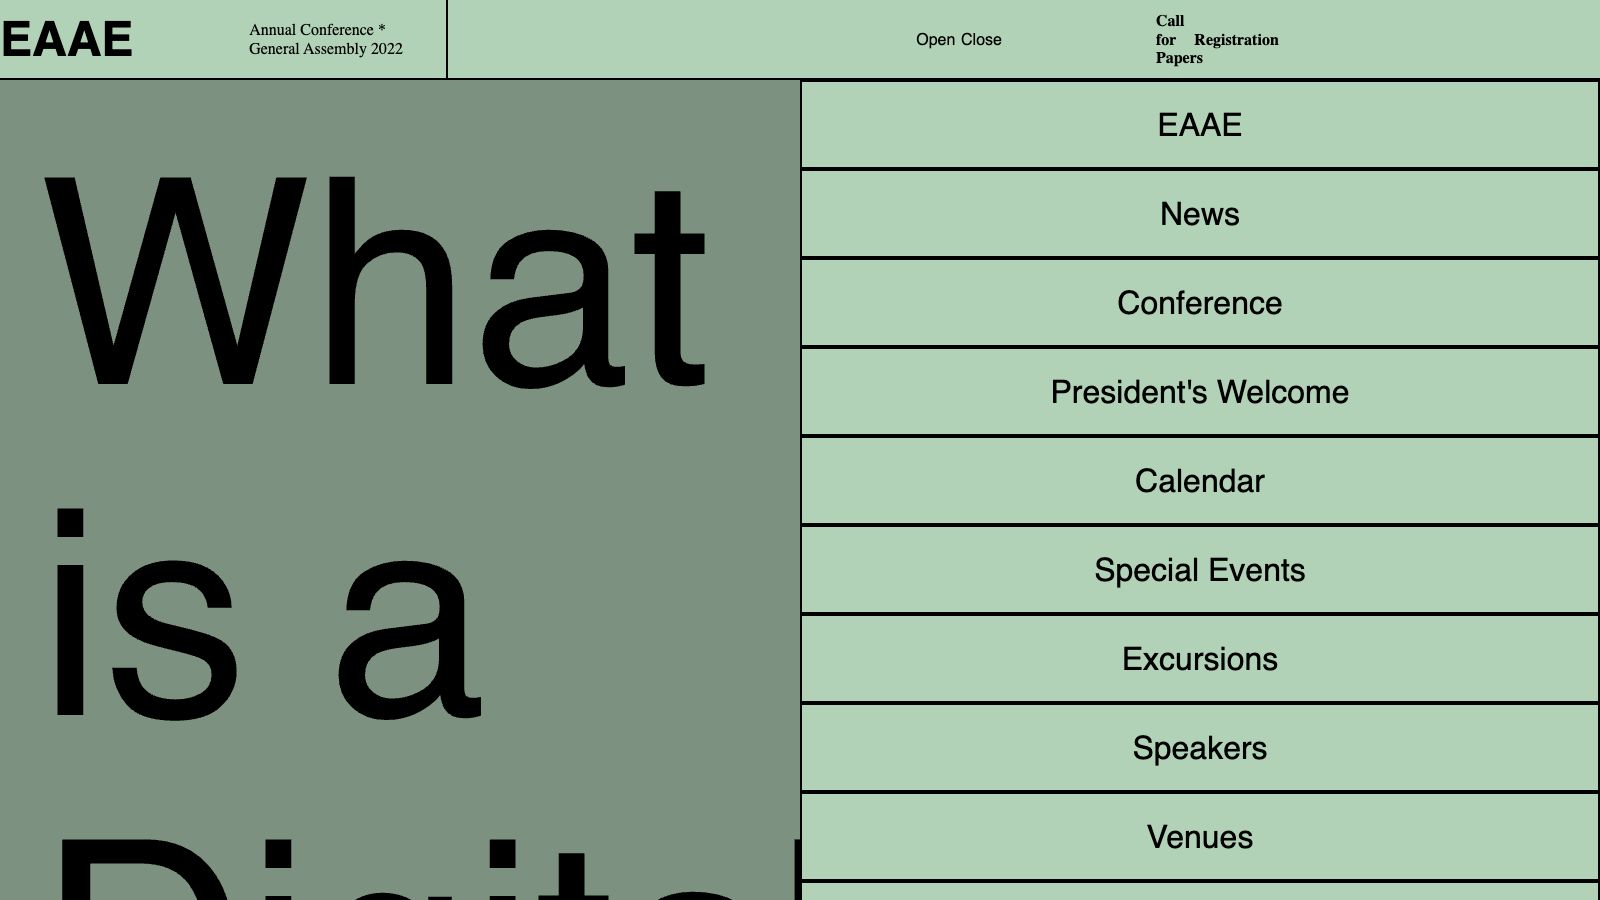 EAAE
Annual Conference *
General Assembly 2022
Open Close
Call
for Registration
Papers
What
is a
Digital
EAAE
News
Conference
President's Welcome
Calendar
Special Events
Excursions
Speakers
Venues